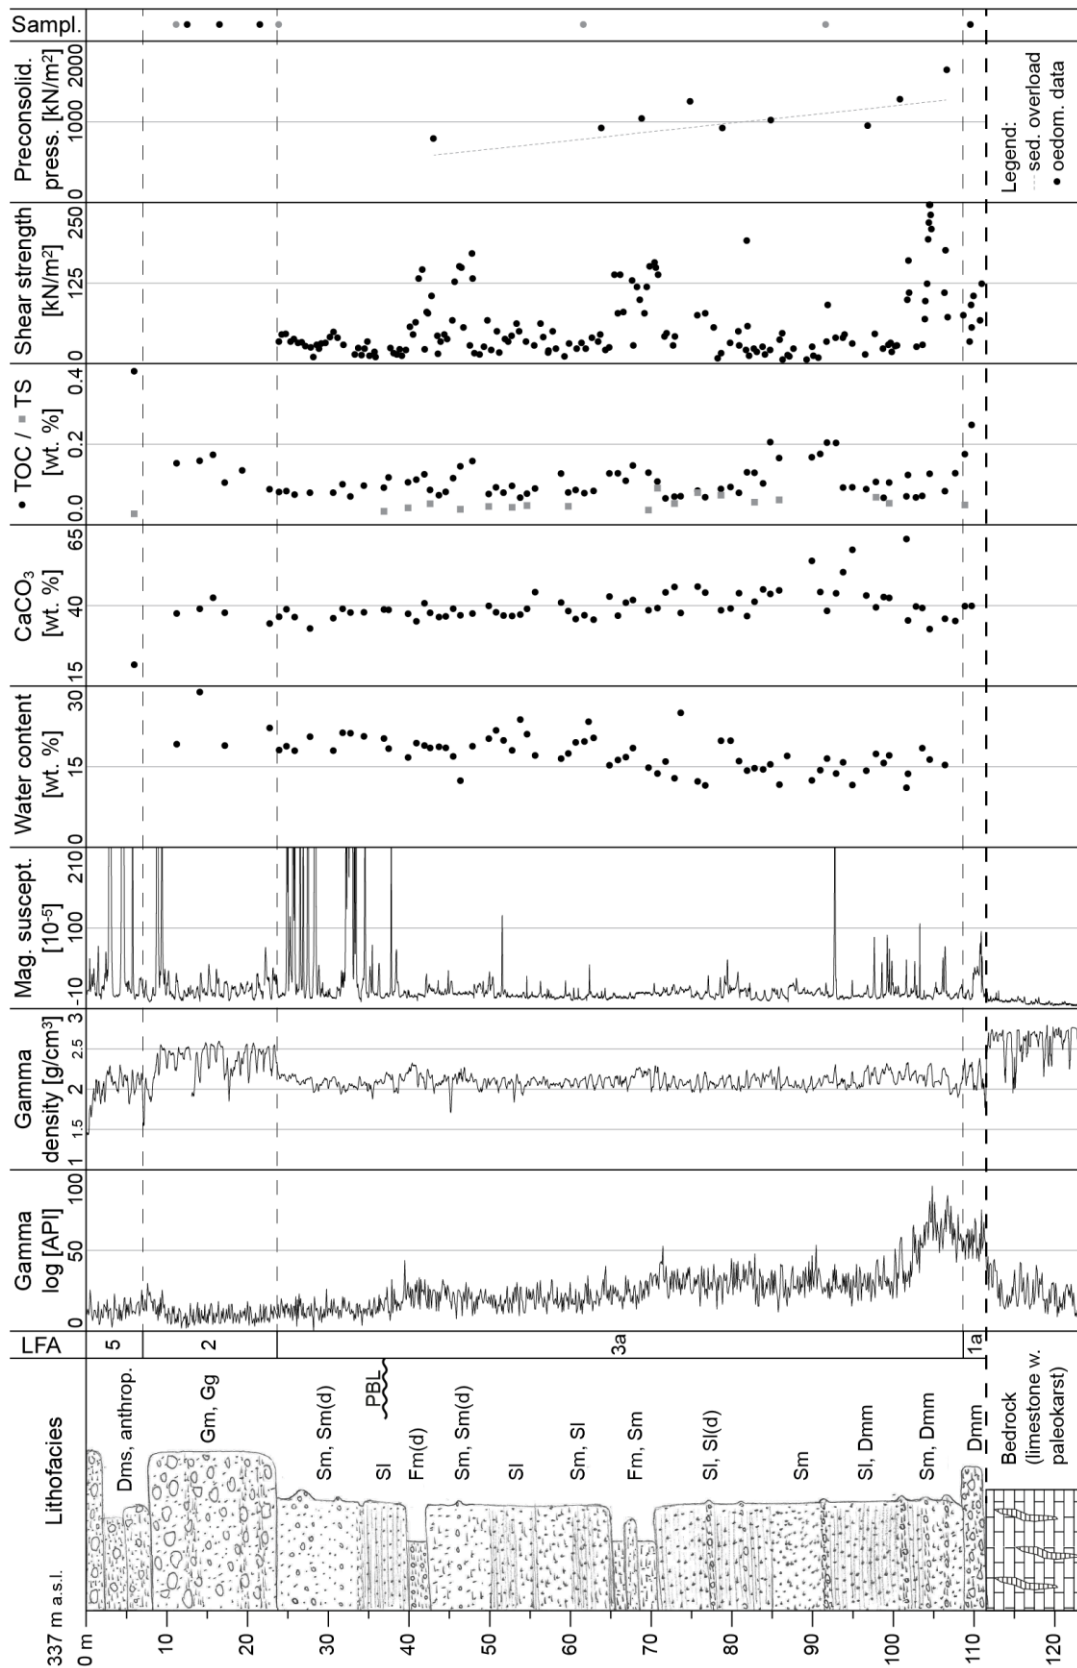 337 m a.s.l.
Lithofacies
LFA
Gamma
log [API]
0
50
100
Gamma
density [g/cm³]
1
1.5
2
2.5
3
Mag. suscept.
[10⁻⁵]
-10
100
210
Water content
[wt. %]
0
15
30
CaCO₃
[wt. %]
15
40
65
• TOC / ▪ TS
[wt. %]
0.0
0.2
0.4
Shear strength
[kN/m²]
0
125
250
Preconsolid.
press. [kN/m²]
0
1000
2000
Sampl.
0 m
10
20
30
40
50
60
70
80
90
100
110
120
Dms, anthrop.
Gm, Gg
Sm, Sm(d)
Sl
PBL
Fm(d)
Sm, Sm(d)
Sl
Sm, Sl
Fm, Sm
Sl, Sl(d)
Sm
Sl, Dmm
Sm, Dmm
Dmm
Bedrock
(limestone w.
paleokarst)
5
2
3a
1a
Legend:
sed. overload
• oedom. data